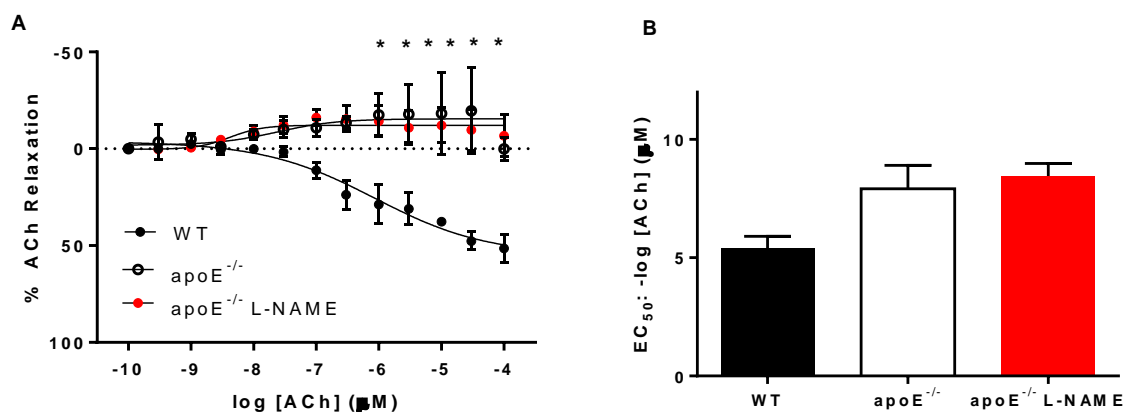 A
B
* * * * * *
-50
0
50
100
% ACh Relaxation
WT
apoE-/-
apoE-/- L-NAME
-10 -9 -8 -7 -6 -5 -4
log [ACh] (μM)
10
5
0
EC50: -log [ACh] (μM)
WT apoE-/- apoE-/- L-NAME